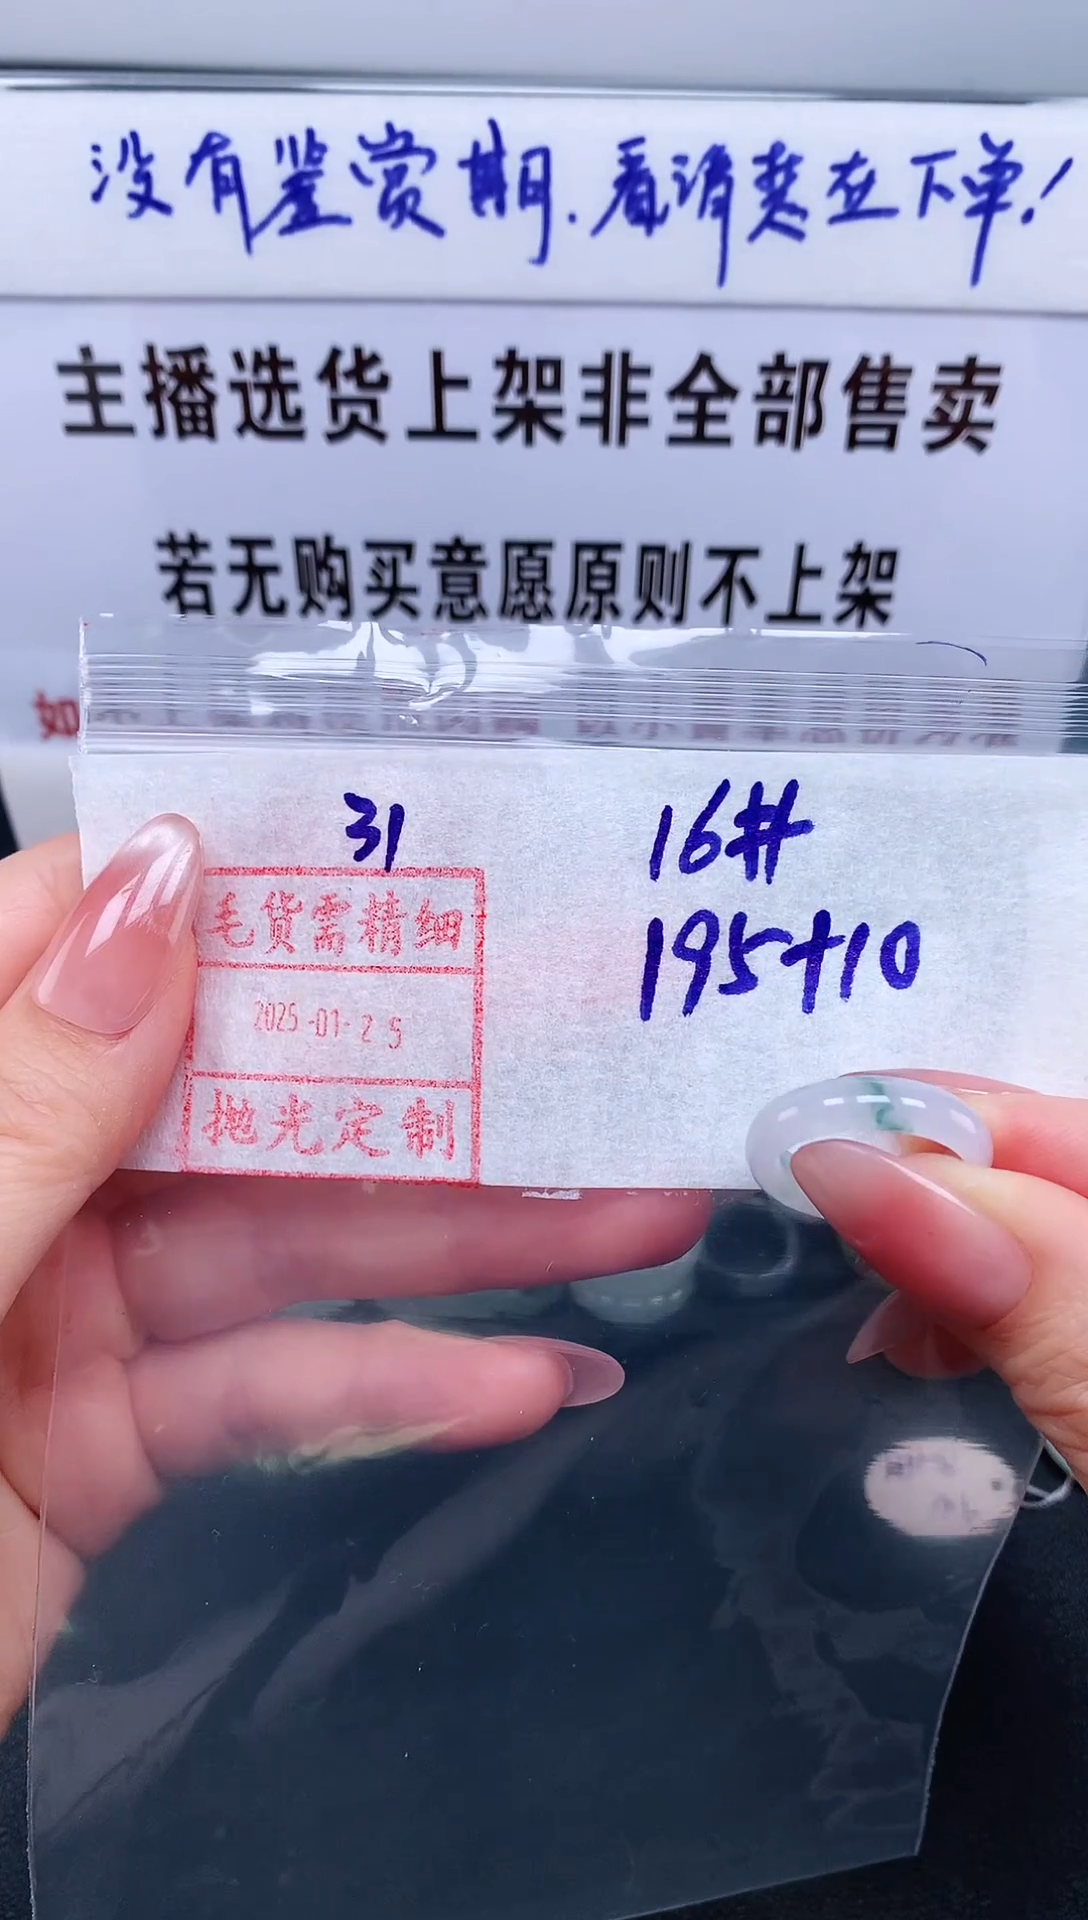 没有鉴赏期.看清楚在下单!
主播选货上架非全部售卖
若无购买意愿原则不上架
如
31
16#
195+10
毛货需精细
2025-01-25
抛光定制